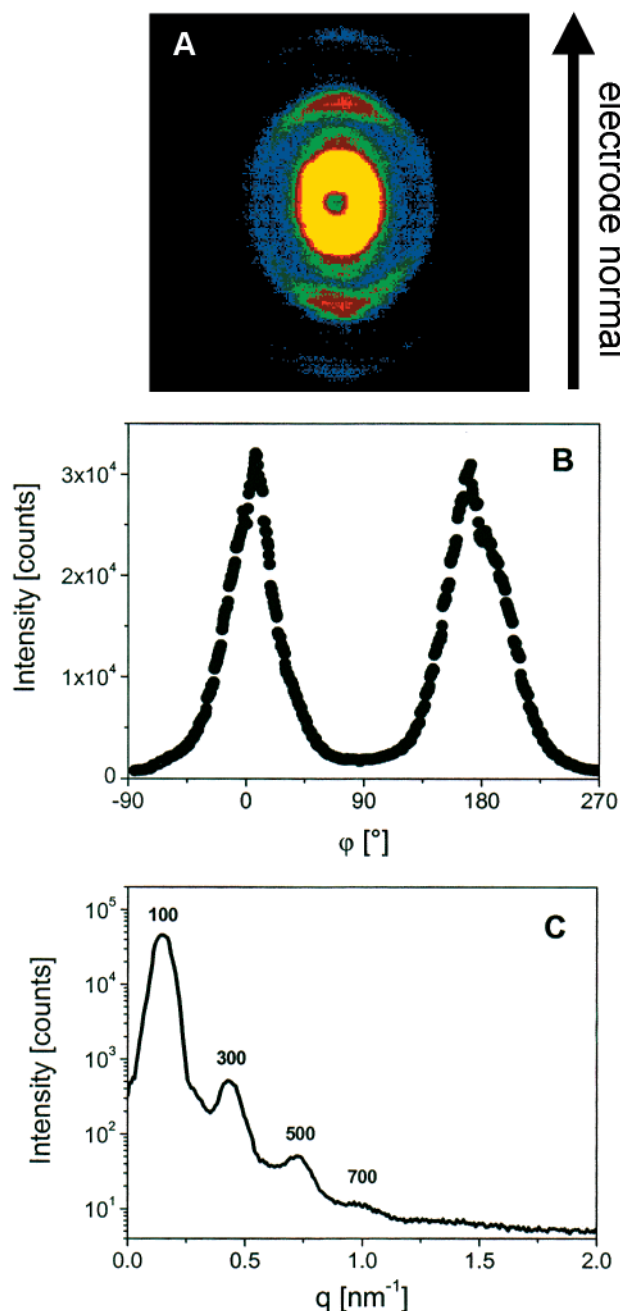 A
electrode normal
B
3x10⁴
2x10⁴
1x10⁴
0
Intensity [counts]
-90 0 90 180 270
φ [°]
C
10⁵
10⁴
10³
10²
10¹
100
300
500
700
Intensity [counts]
0.0 0.5 1.0 1.5 2.0
q [nm⁻¹]